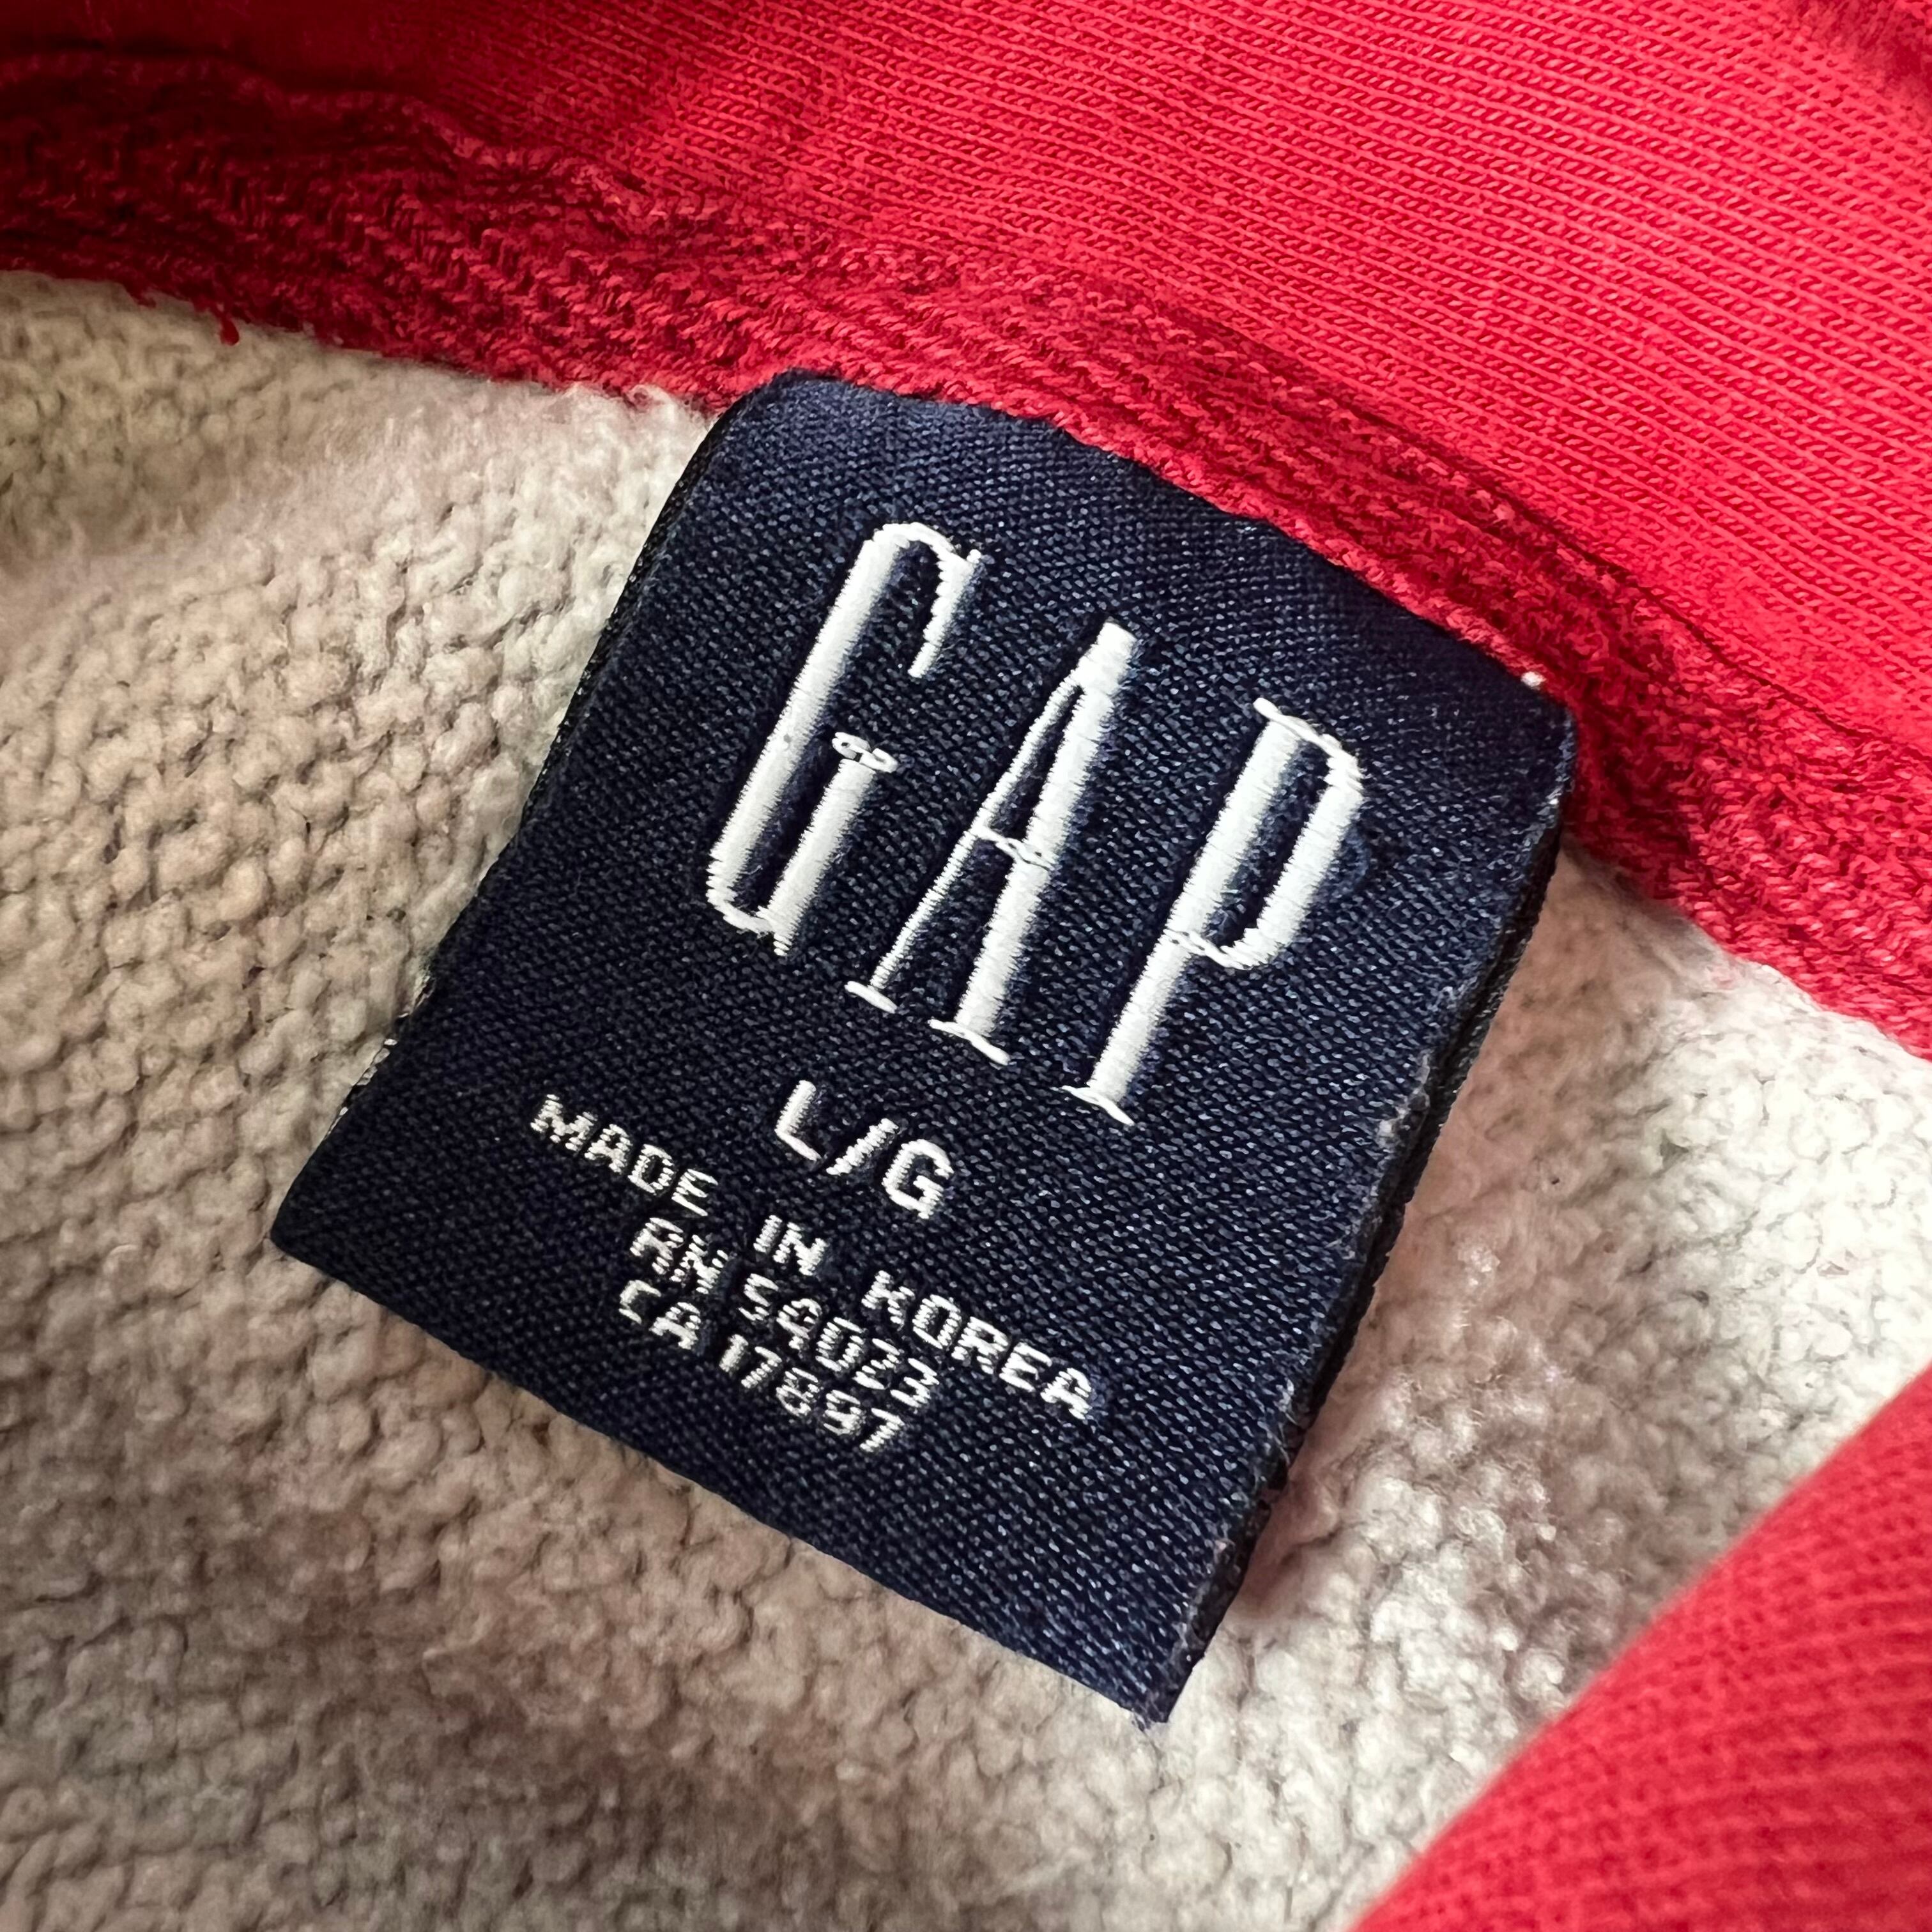 GAP
L/G
MADE IN KOREA
RN 54023
CA 17897